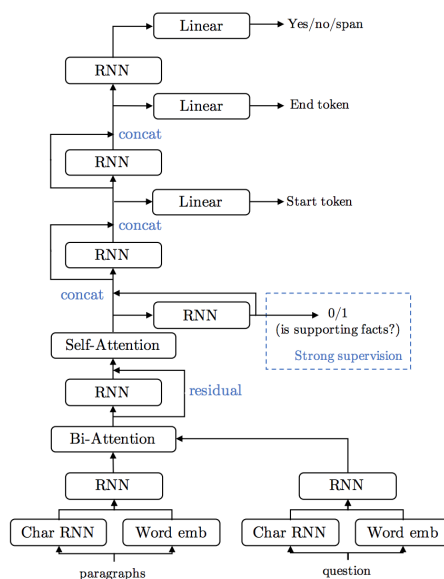 Linear
Yes/no/span
RNN
Linear
End token
concat
RNN
Linear
Start token
concat
RNN
concat
RNN
0/1
(is supporting facts?)
Strong supervision
Self-Attention
RNN
residual
Bi-Attention
RNN
RNN
Char RNN
Word emb
Char RNN
Word emb
paragraphs
question